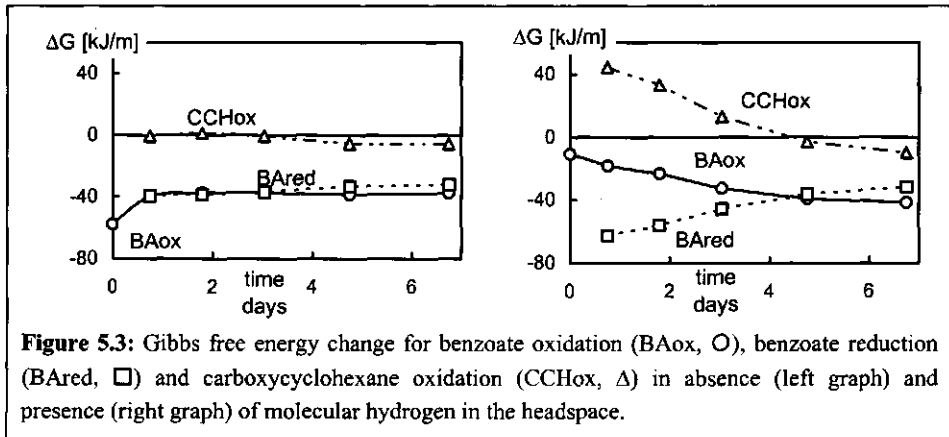 ΔG [kJ/m]
40
0
-40
-80
CCHox
BAred
BAox
0
2
time
days
4
6
ΔG [kJ/m]
40
0
-40
-80
CCHox
BAox
BAred
0
2
time
days
4
6
Figure 5.3: Gibbs free energy change for benzoate oxidation (BAox, O), benzoate reduction
(BAred, □) and carboxycyclohexane oxidation (CCHox, Δ) in absence (left graph) and
presence (right graph) of molecular hydrogen in the headspace.